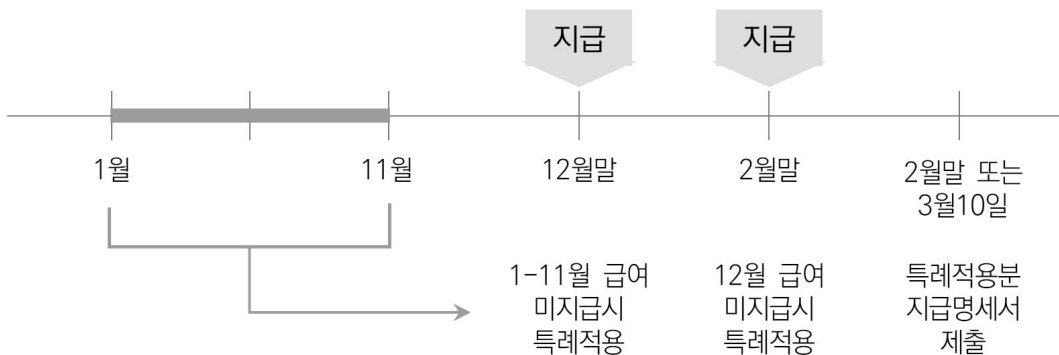 지급
지급
1월
11월
12월말
2월말
2월말 또는
3월10일
1-11월 급여
미지급시
특례적용
12월 급여
미지급시
특례적용
특례적용분
지급명세서
제출